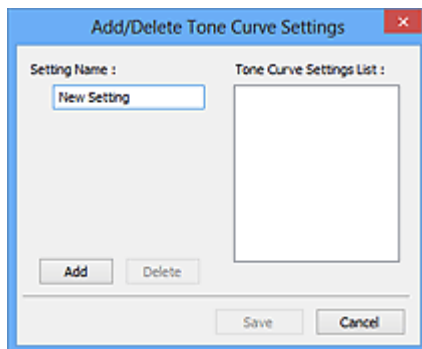 Add/Delete Tone Curve Settings
Setting Name :
Tone Curve Settings List :
New Setting
Add
Delete
Save
Cancel